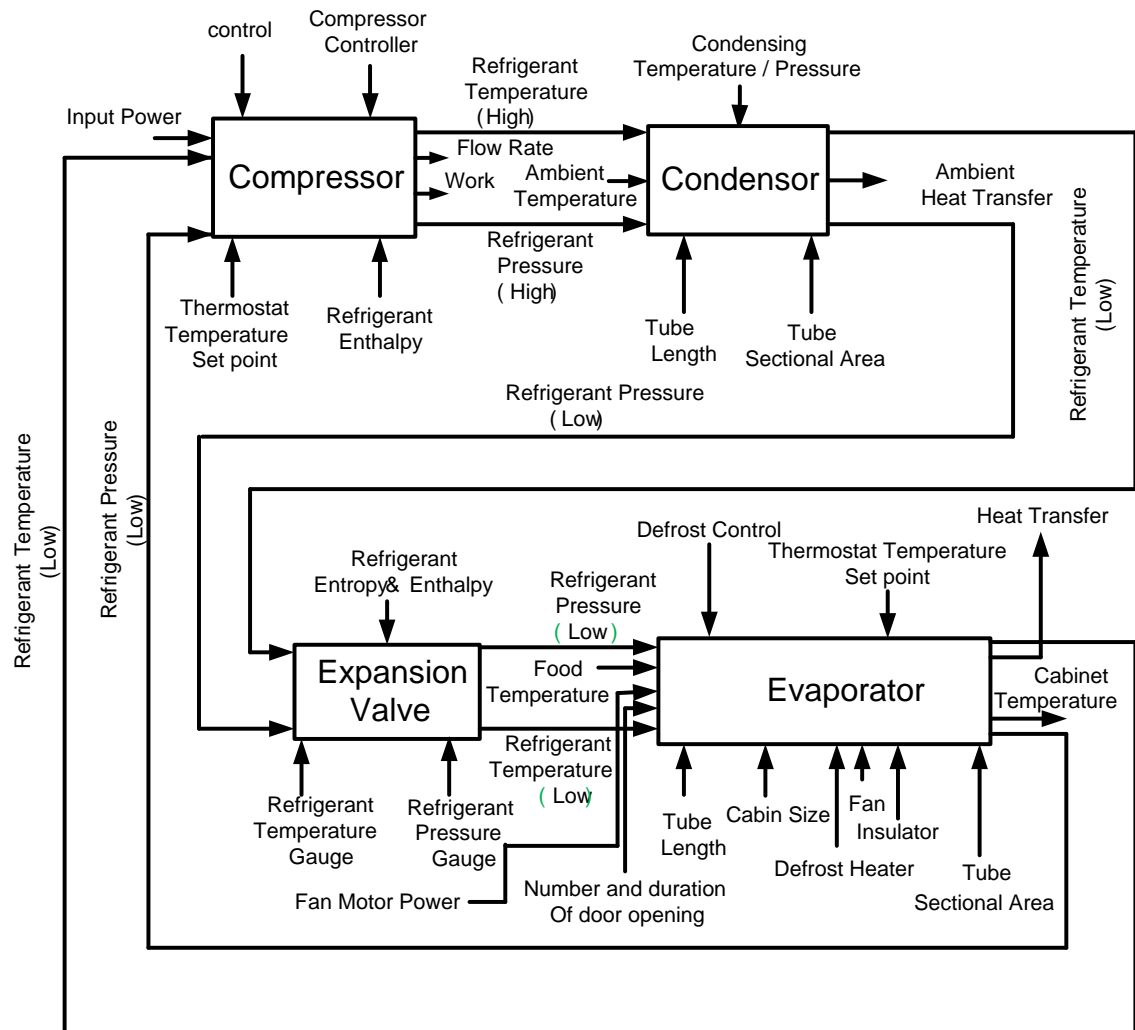 control
Compressor
Controller
Input Power
Compressor
Refrigerant
Temperature
(High)
Flow Rate
Work
Refrigerant
Pressure
( High)
Ambient
Temperature
Condensing
Temperature / Pressure
Condensor
Ambient
Heat Transfer
Thermostat
Temperature
Set point
Refrigerant
Enthalpy
Tube
Length
Tube
Sectional Area
Refrigerant Temperature
(Low)
Refrigerant Pressure
( Low)
Refrigerant Temperature
(Low)
Refrigerant Pressure
(Low)
Refrigerant
Entropy& Enthalpy
Expansion
Valve
Refrigerant
Pressure
( Low )
Food
Temperature
Refrigerant
Temperature
( Low)
Defrost Control
Thermostat Temperature
Set point
Heat Transfer
Evaporator
Cabinet
Temperature
Refrigerant
Temperature
Gauge
Refrigerant
Pressure
Gauge
Fan Motor Power
Number and duration
Of door opening
Tube
Length
Cabin Size
Defrost Heater
Fan
Insulator
Tube
Sectional Area